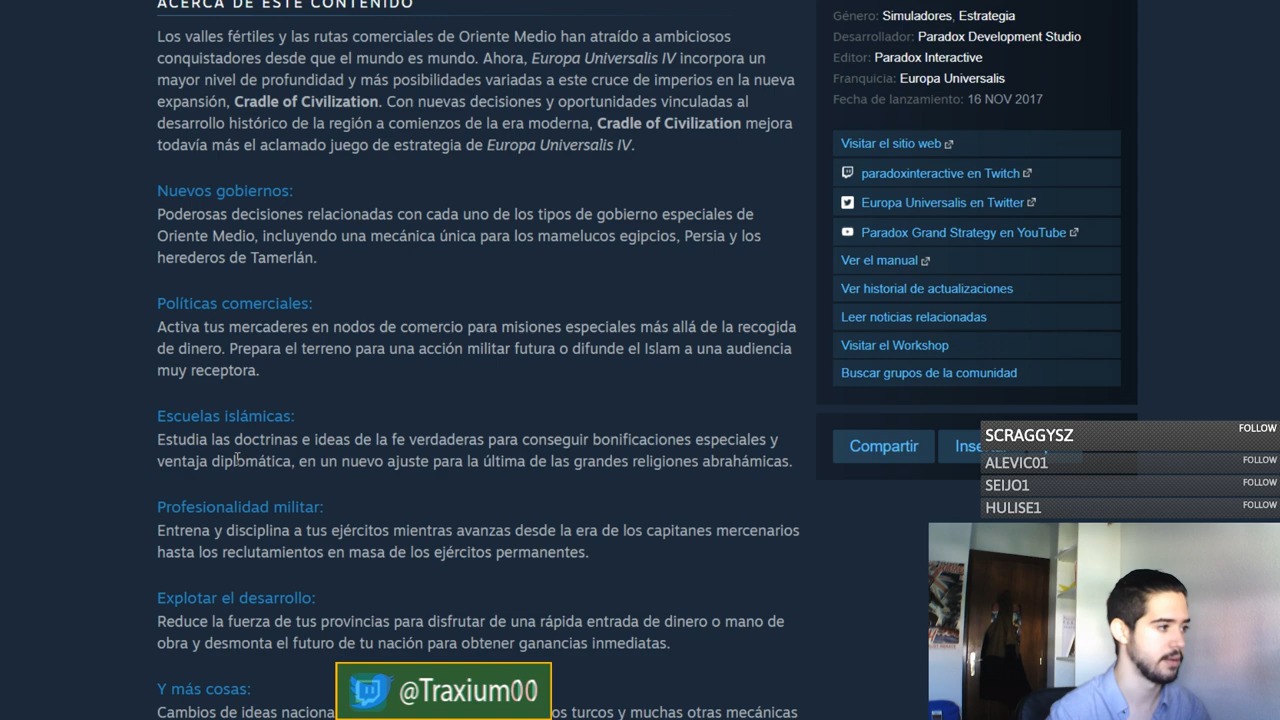 ACERCA DE ESTE CONTENIDO
Los valles fértiles y las rutas comerciales de Oriente Medio han atraído a ambiciosos
conquistadores desde que el mundo es mundo. Ahora, Europa Universalis IV incorpora un
mayor nivel de profundidad y más posibilidades variadas a este cruce de imperios en la nueva
expansión, Cradle of Civilization. Con nuevas decisiones y oportunidades vinculadas al
desarrollo histórico de la región a comienzos de la era moderna, Cradle of Civilization mejora
todavía más el aclamado juego de estrategia de Europa Universalis IV.
Nuevos gobiernos:
Poderosas decisiones relacionadas con cada uno de los tipos de gobierno especiales de
Oriente Medio, incluyendo una mecánica única para los mamelucos egipcios, Persia y los
herederos de Tamerlán.
Políticas comerciales:
Activa tus mercaderes en nodos de comercio para misiones especiales más allá de la recogida
de dinero. Prepara el terreno para una acción militar futura o difunde el Islam a una audiencia
muy receptora.
Escuelas islámicas:
Estudia las doctrinas e ideas de la fe verdaderas para conseguir bonificaciones especiales y
ventaja diplomática, en un nuevo ajuste para la última de las grandes religiones abrahámicas.
Profesionalidad militar:
Entrena y disciplina a tus ejércitos mientras avanzas desde la era de los capitanes mercenarios
hasta los reclutamientos en masa de los ejércitos permanentes.
Explotar el desarrollo:
Reduce la fuerza de tus provincias para disfrutar de una rápida entrada de dinero o mano de
obra y desmonta el futuro de tu nación para obtener ganancias inmediatas.
Y más cosas:
Cambios de ideas naciona
os turcos y muchas otras mecánicas
@Traxium00
Género: Simuladores, Estrategia
Desarrollador: Paradox Development Studio
Editor: Paradox Interactive
Franquicia: Europa Universalis
Fecha de lanzamiento: 16 NOV 2017
Visitar el sitio web
paradoxinteractive en Twitch
Europa Universalis en Twitter
Paradox Grand Strategy en YouTube
Ver el manual
Ver historial de actualizaciones
Leer noticias relacionadas
Visitar el Workshop
Buscar grupos de la comunidad
Compartir
SCRAGGYSZ FOLLOW
ALEVIC01 FOLLOW
SEIJO1 FOLLOW
HULISE1 FOLLOW